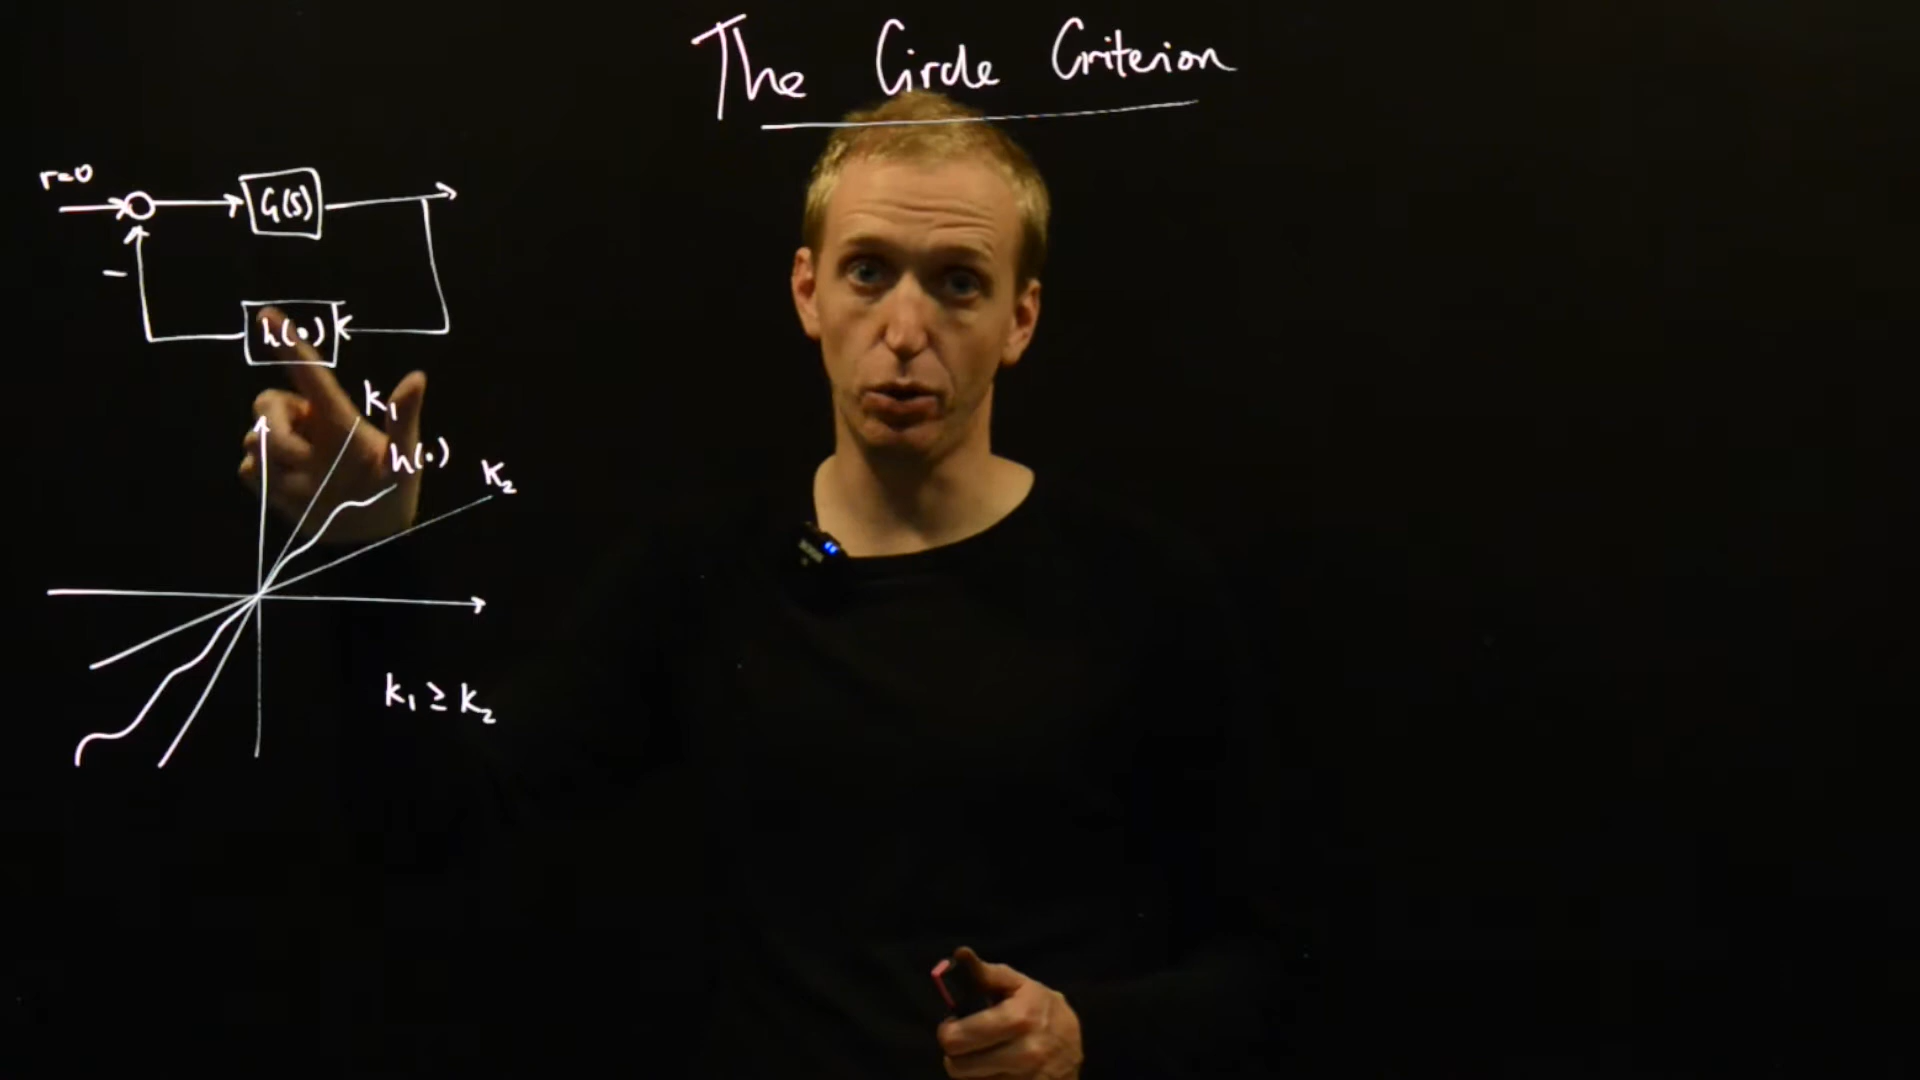 The Circle Criterion
r=0
G(s)
-
h(•)
k₁
h(•)
k₂
k₁ ≥ k₂